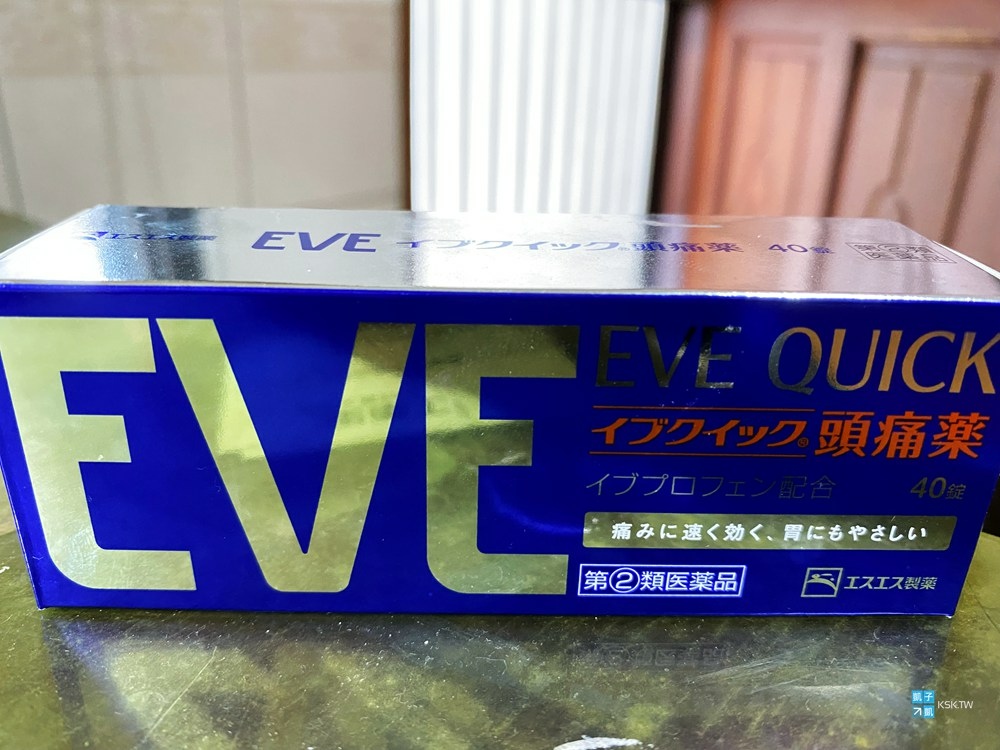 エスエス製薬 EVE イブクイック®頭痛薬 40錠
EVE
EVE QUICK
イブクイック®頭痛薬
イブプロフェン配合 40錠
痛みに速く効く、胃にもやさしい
第②類医薬品 エスエス製薬
凱子
凱 KSK.TW